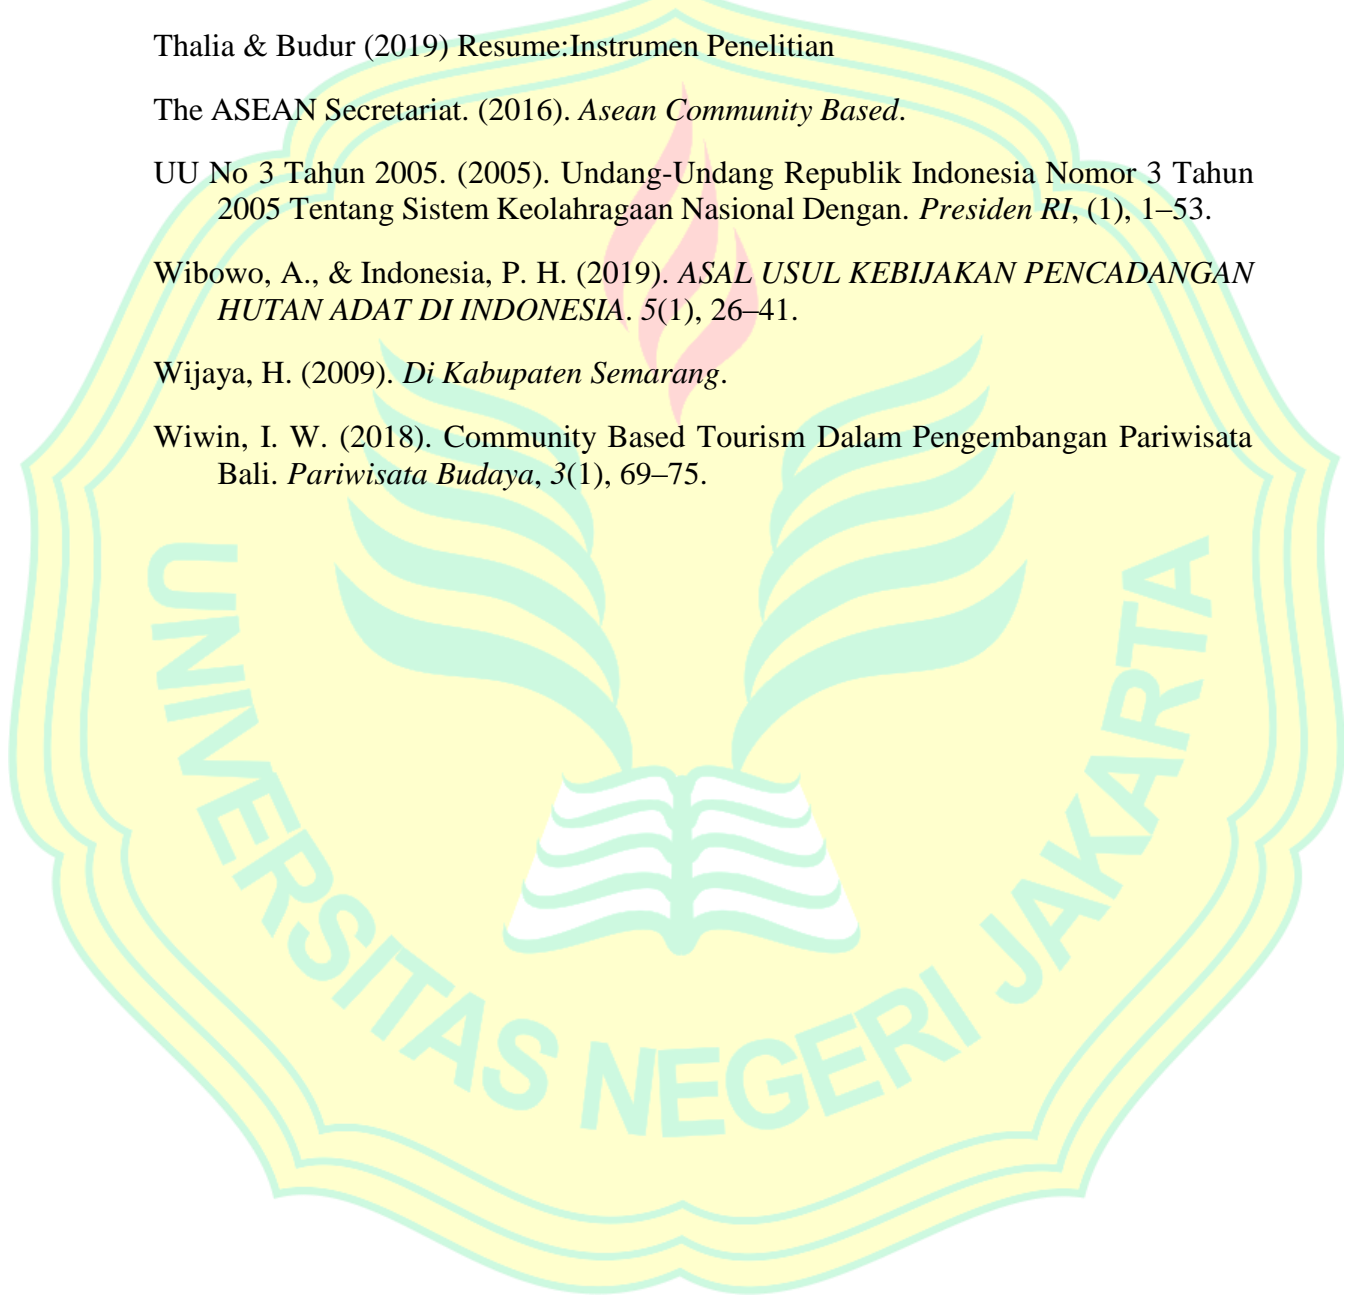 Thalia & Budur (2019) Resume:Instrumen Penelitian
The ASEAN Secretariat. (2016). Asean Community Based.
UU No 3 Tahun 2005. (2005). Undang-Undang Republik Indonesia Nomor 3 Tahun
2005 Tentang Sistem Keolahragaan Nasional Dengan. Presiden RI, (1), 1–53.
Wibowo, A., & Indonesia, P. H. (2019). ASAL USUL KEBIJAKAN PENCADANGAN
HUTAN ADAT DI INDONESIA. 5(1), 26–41.
Wijaya, H. (2009). Di Kabupaten Semarang.
Wiwin, I. W. (2018). Community Based Tourism Dalam Pengembangan Pariwisata
Bali. Pariwisata Budaya, 3(1), 69–75.
UNIVERSITAS NEGERI JAKARTA